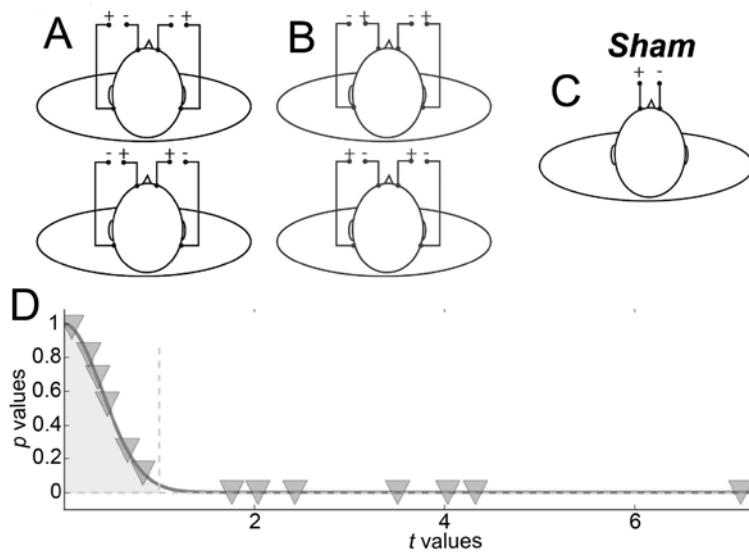 A
+ - - +
B
- + + -
Sham
+ -
C
- + + -
+ - + -
D
1
0.8
0.6
0.4
0.2
0
p values
2
4
6
t values